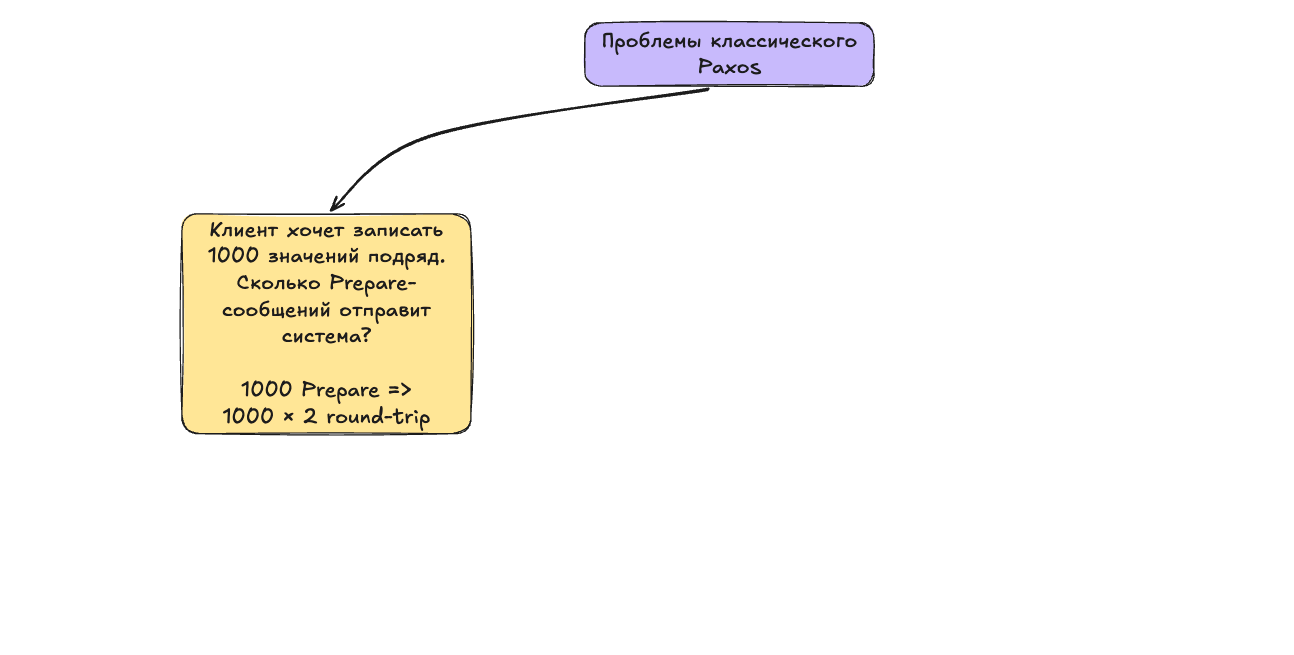 Проблемы классического
Paxos
Клиент хочет записать
1000 значений подряд.
Сколько Prepare-
сообщений отправит
система?
1000 Prepare =>
1000 × 2 round-trip